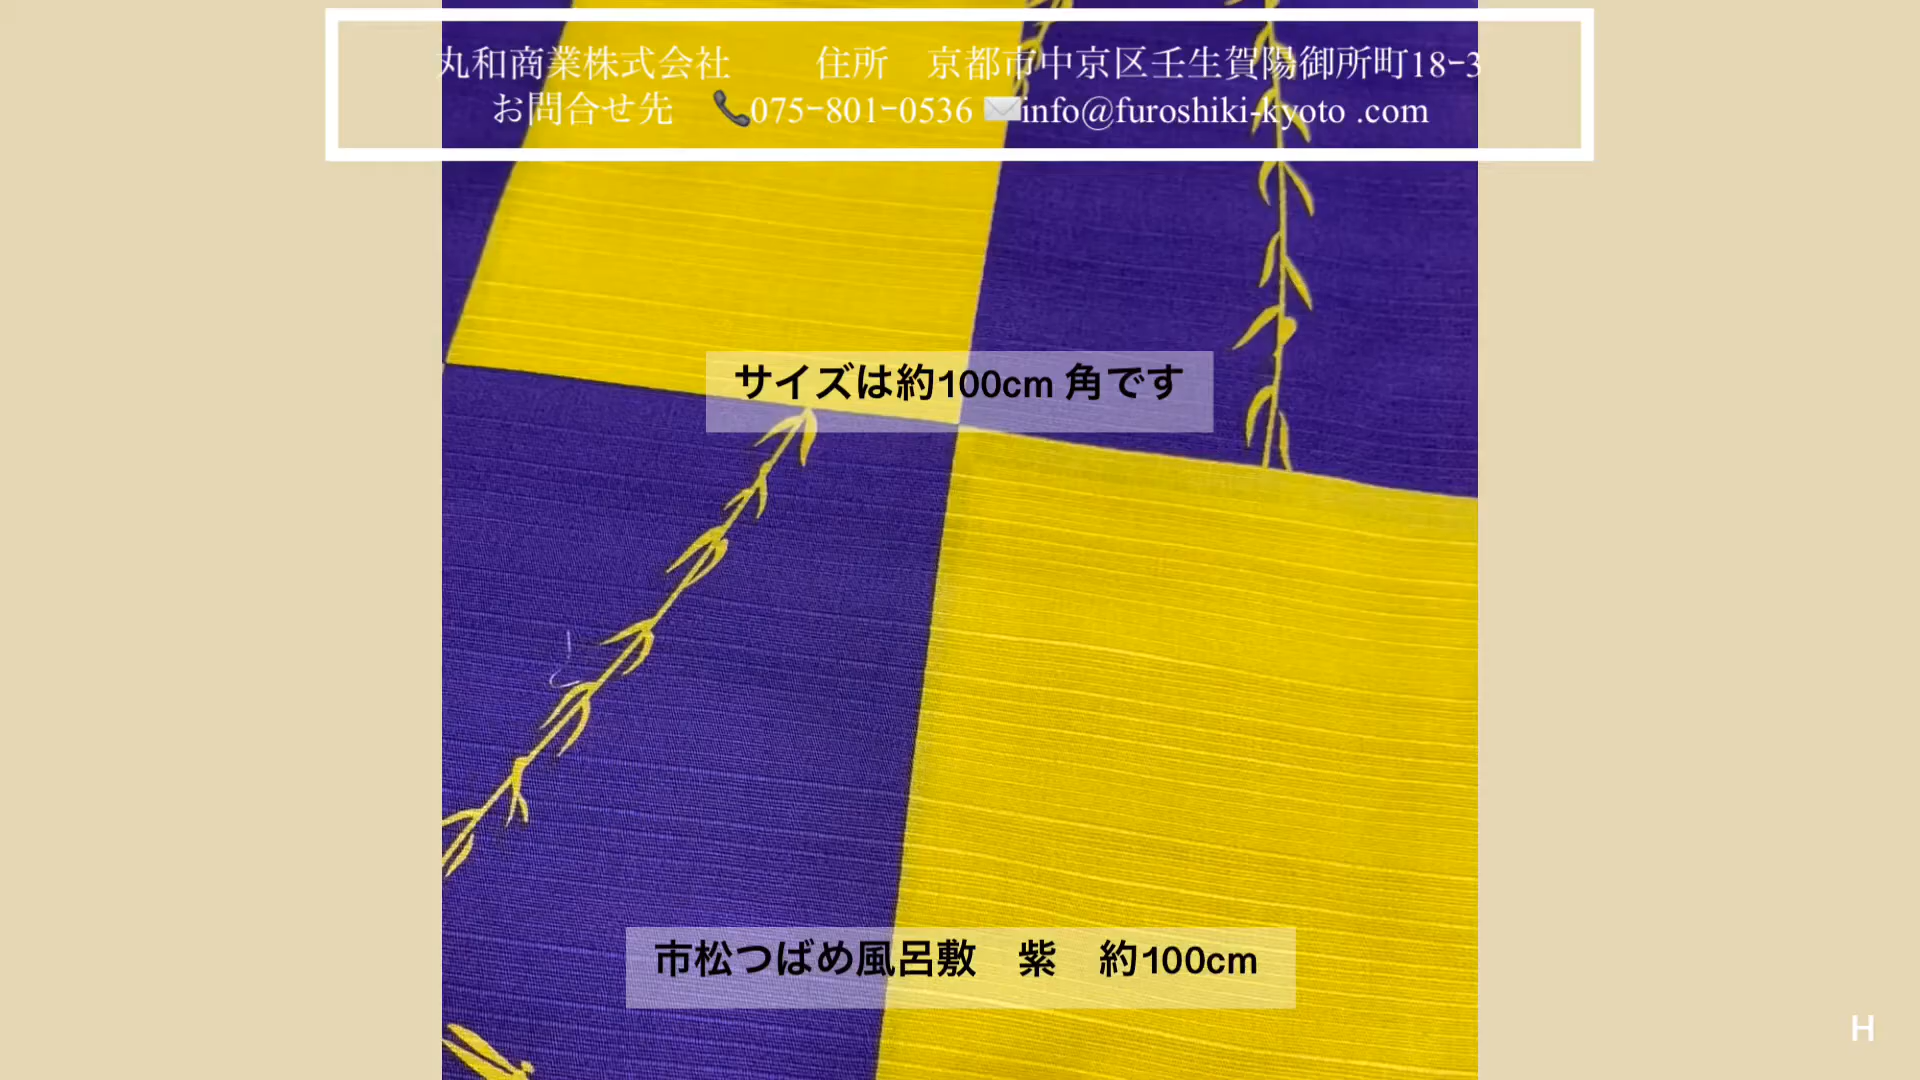 丸和商業株式会社　住所　京都市中京区壬生賀陽御所町18-3
お問合せ先　📞075-801-0536 ✉️info@furoshiki-kyoto .com
サイズは約100cm 角です
市松つばめ風呂敷　紫　約100cm
H